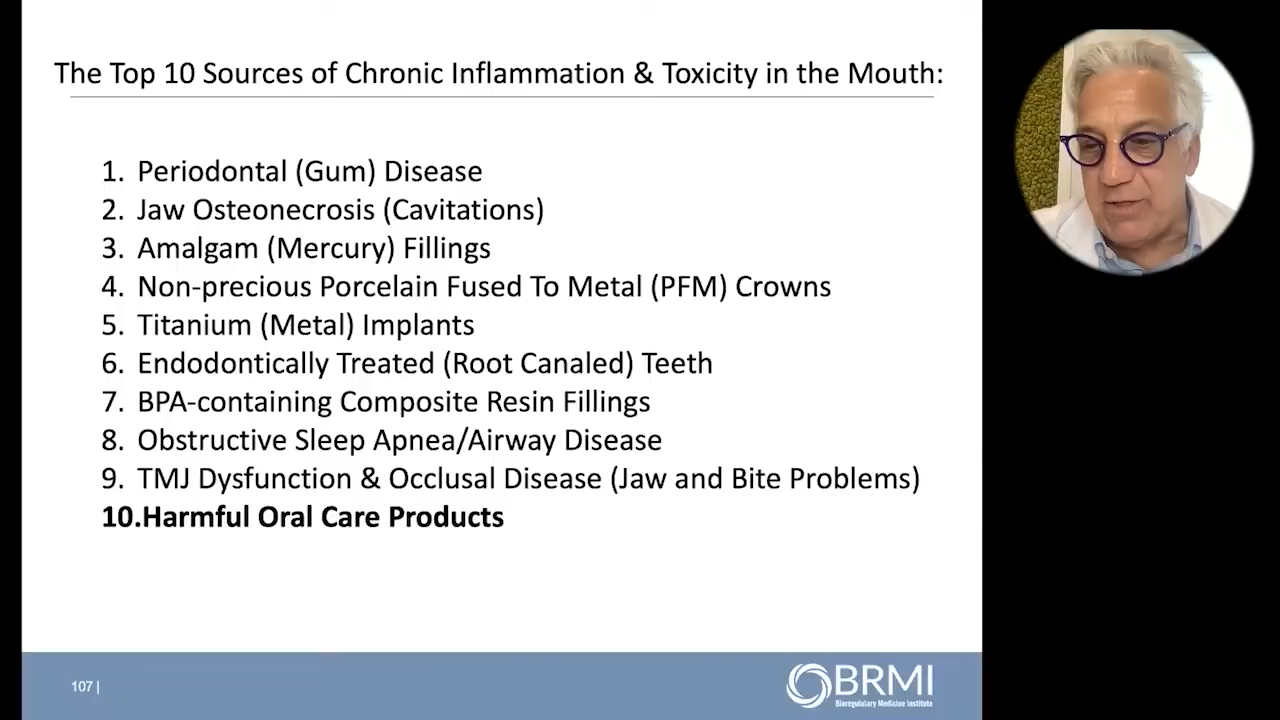 The Top 10 Sources of Chronic Inflammation & Toxicity in the Mouth:
1. Periodontal (Gum) Disease
2. Jaw Osteonecrosis (Cavitations)
3. Amalgam (Mercury) Fillings
4. Non-precious Porcelain Fused To Metal (PFM) Crowns
5. Titanium (Metal) Implants
6. Endodontically Treated (Root Canaled) Teeth
7. BPA-containing Composite Resin Fillings
8. Obstructive Sleep Apnea/Airway Disease
9. TMJ Dysfunction & Occlusal Disease (Jaw and Bite Problems)
10.Harmful Oral Care Products
107 |
BRMI
Bioregulatory Medicine Institute